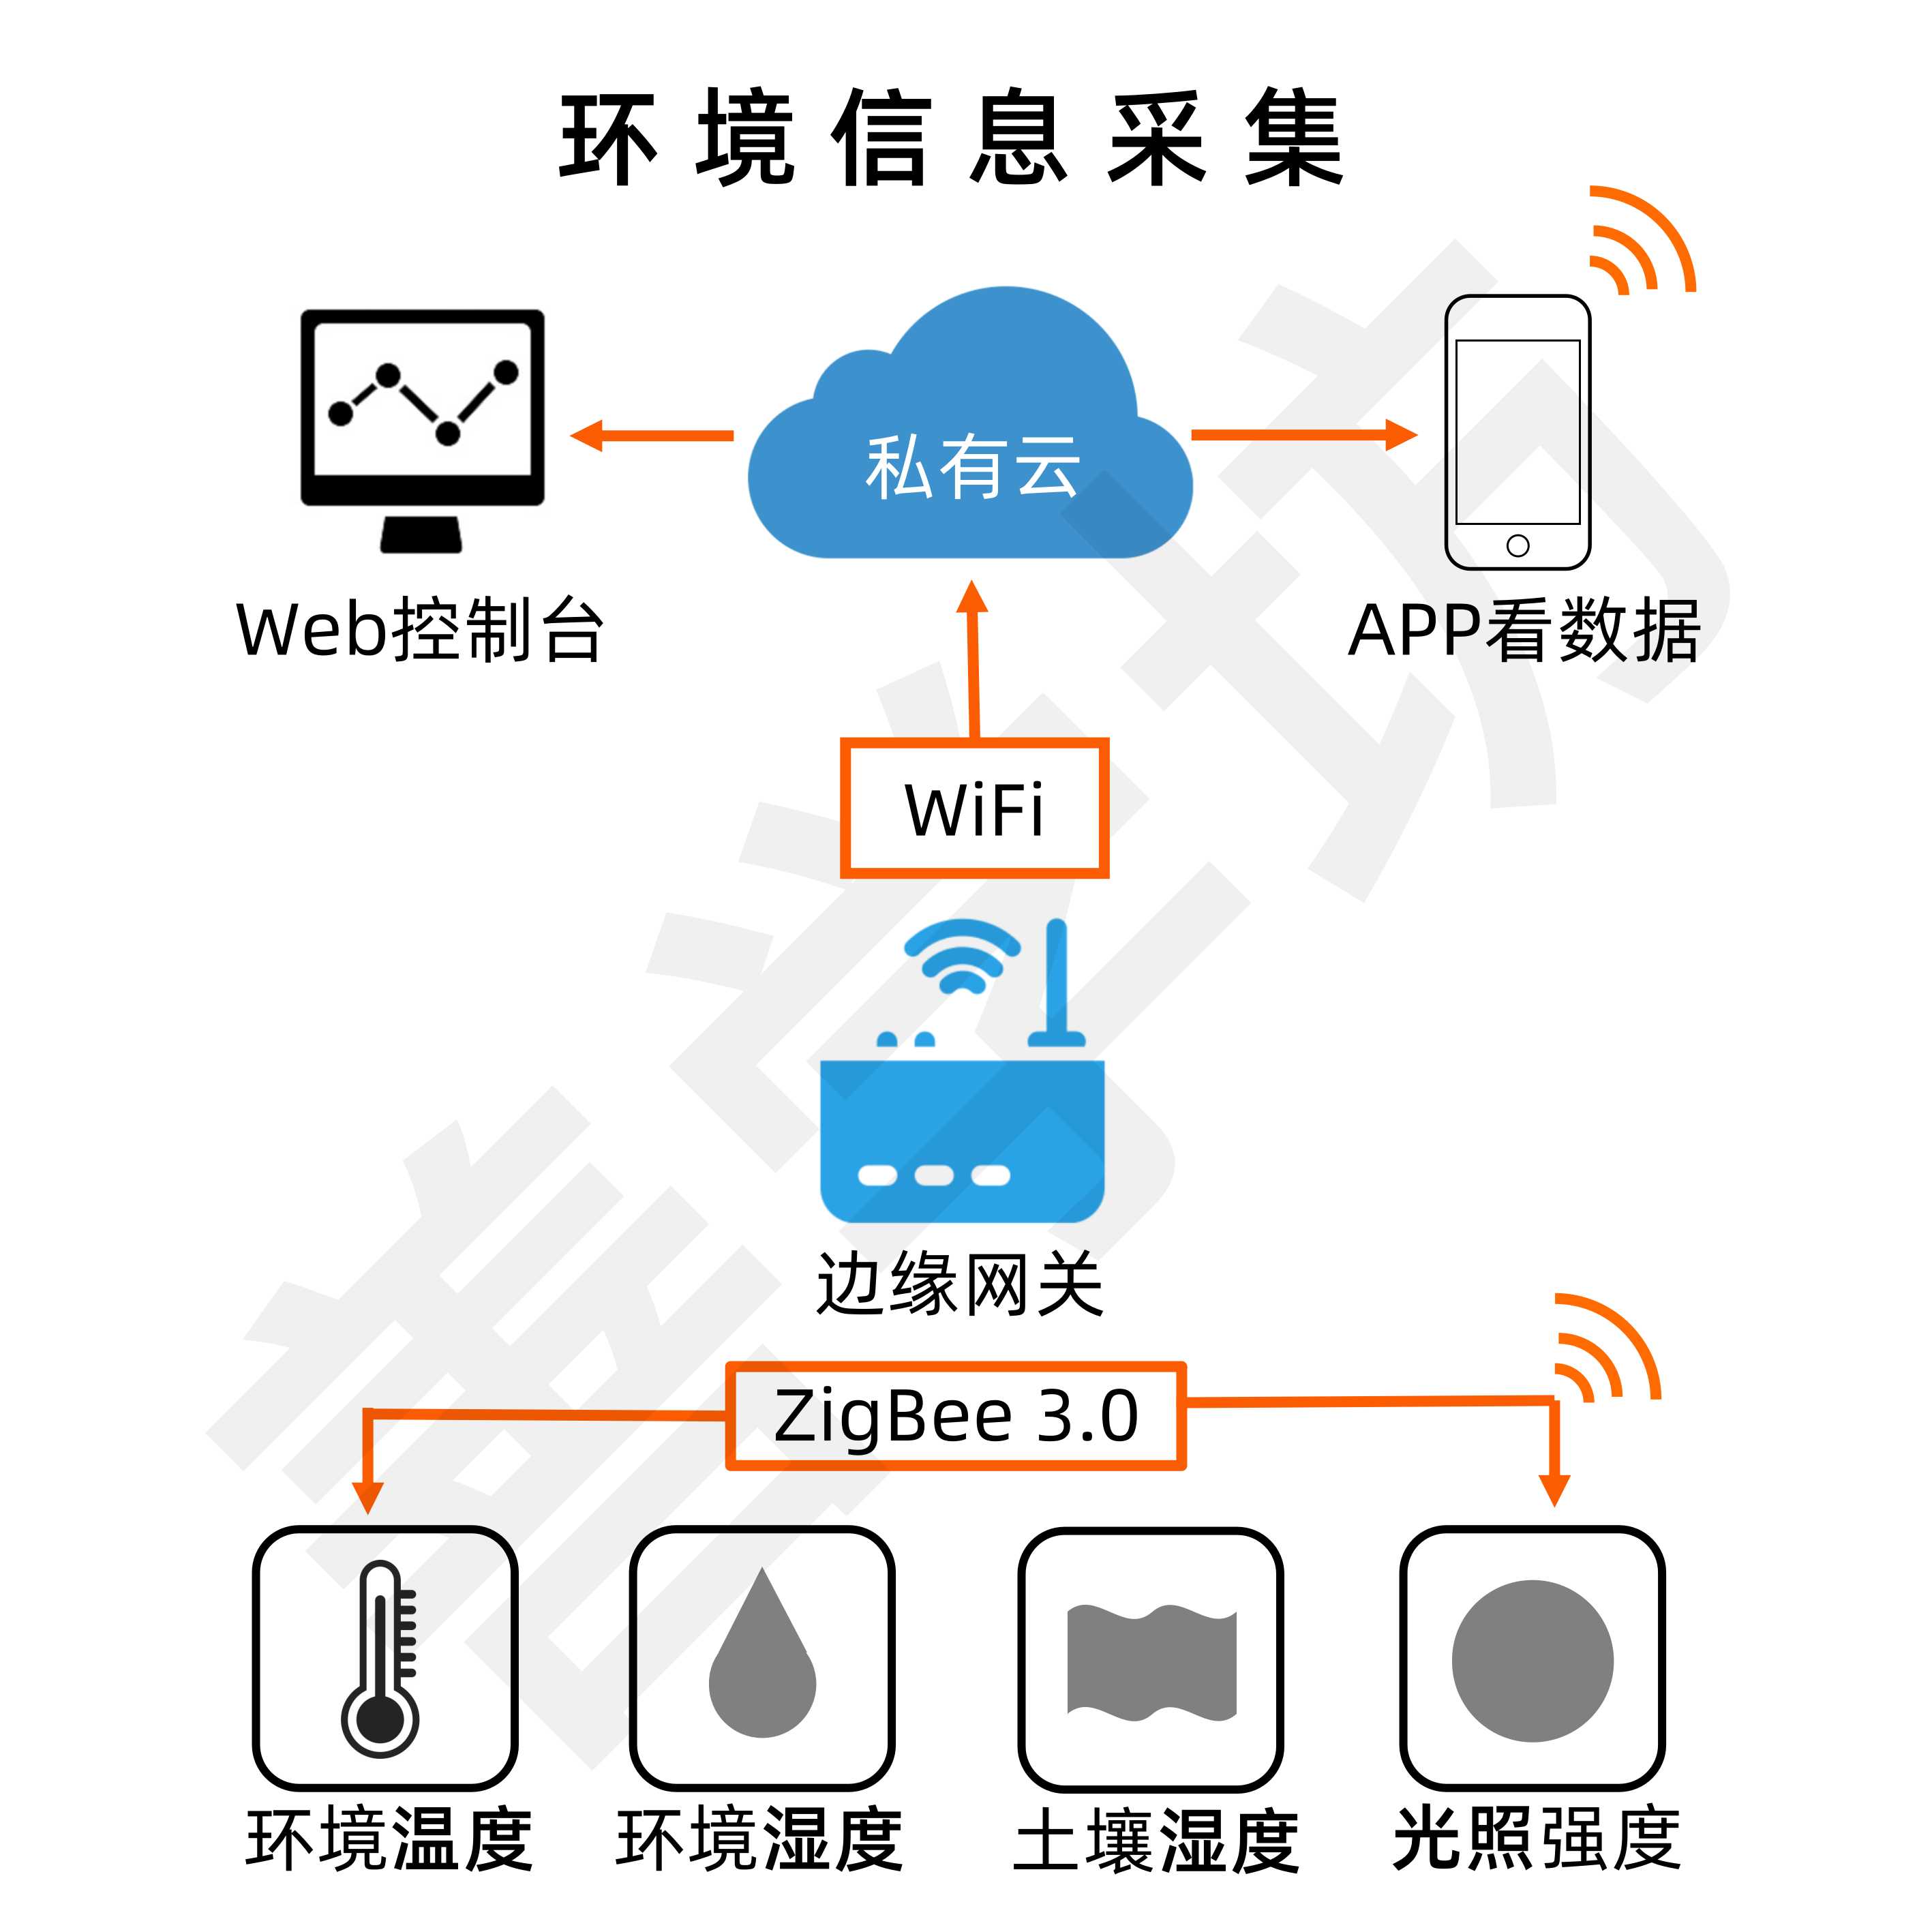 环境信息采集
私有云
Web控制台
APP看数据
WiFi
边缘网关
ZigBee 3.0
环境温度
环境湿度
土壤湿度
光照强度